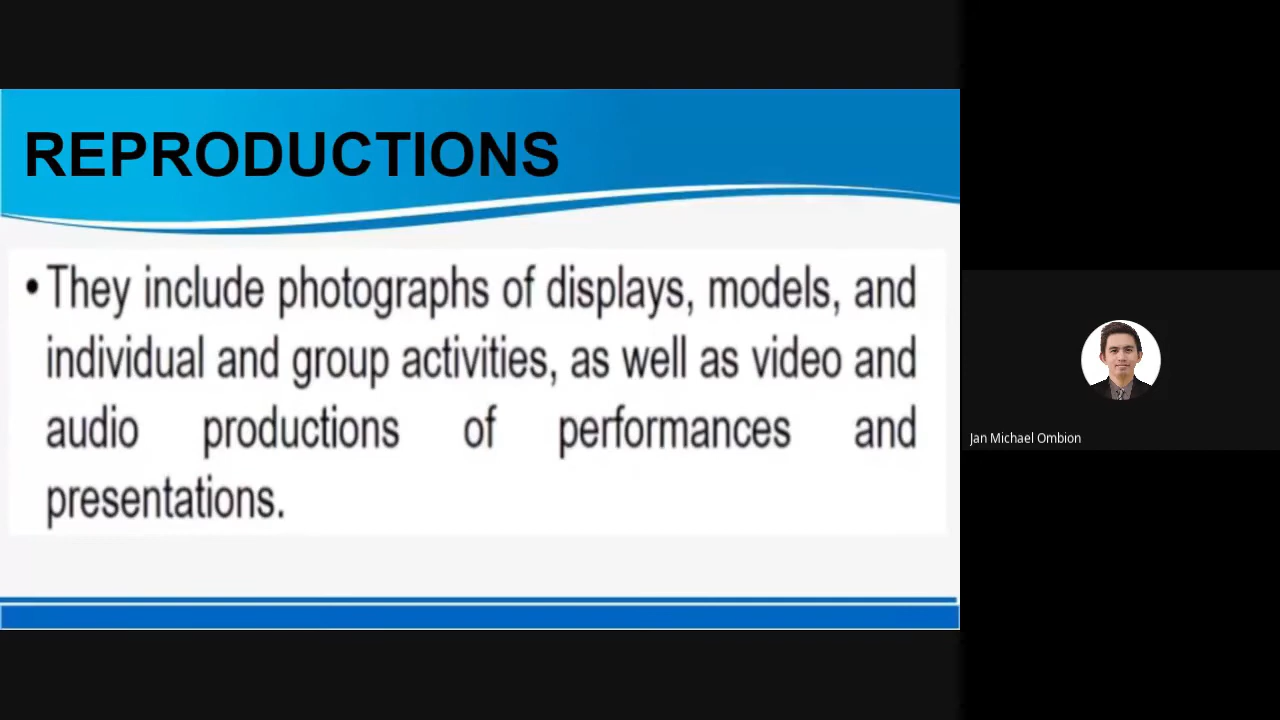 REPRODUCTIONS
• They include photographs of displays, models, and
individual and group activities, as well as video and
audio productions of performances and
presentations.
Jan Michael Ombion